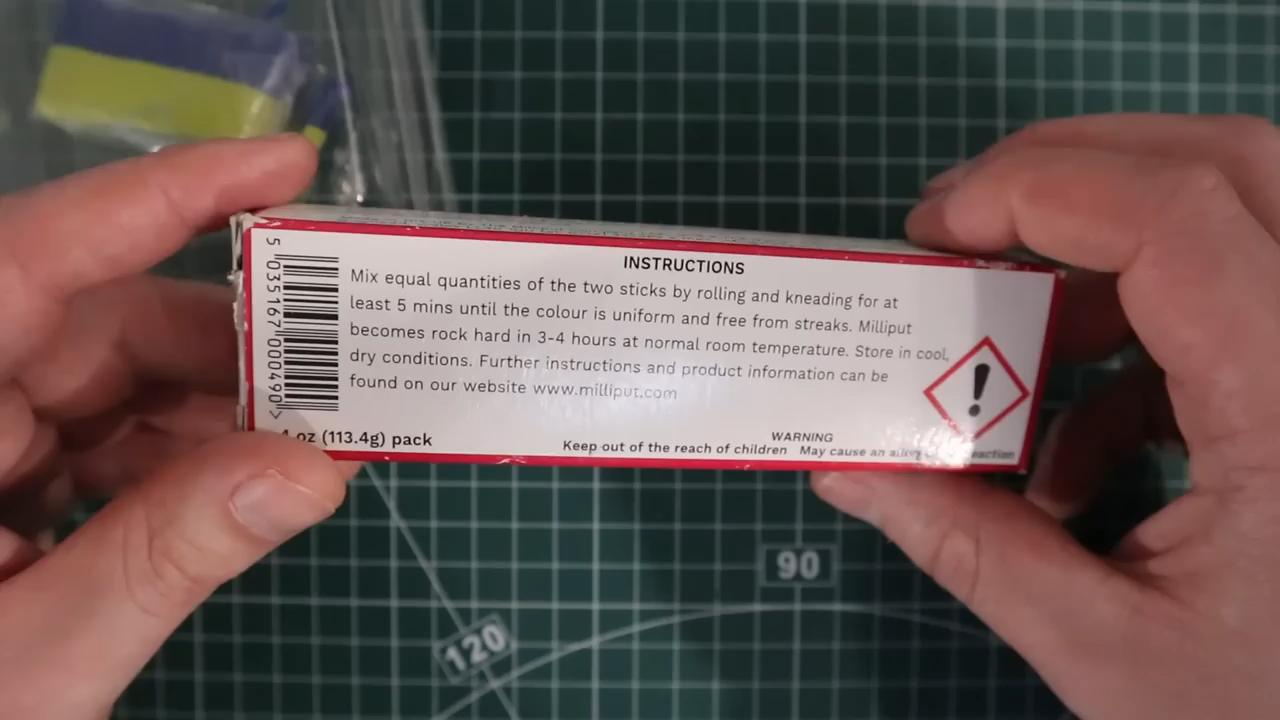 INSTRUCTIONS
Mix equal quantities of the two sticks by rolling and kneading for at
least 5 mins until the colour is uniform and free from streaks. Milliput
becomes rock hard in 3-4 hours at normal room temperature. Store in cool,
dry conditions. Further instructions and product information can be
found on our website www.milliput.com
5 035167 000490 >
oz (113.4g) pack
WARNING
Keep out of the reach of children May cause an
90
120